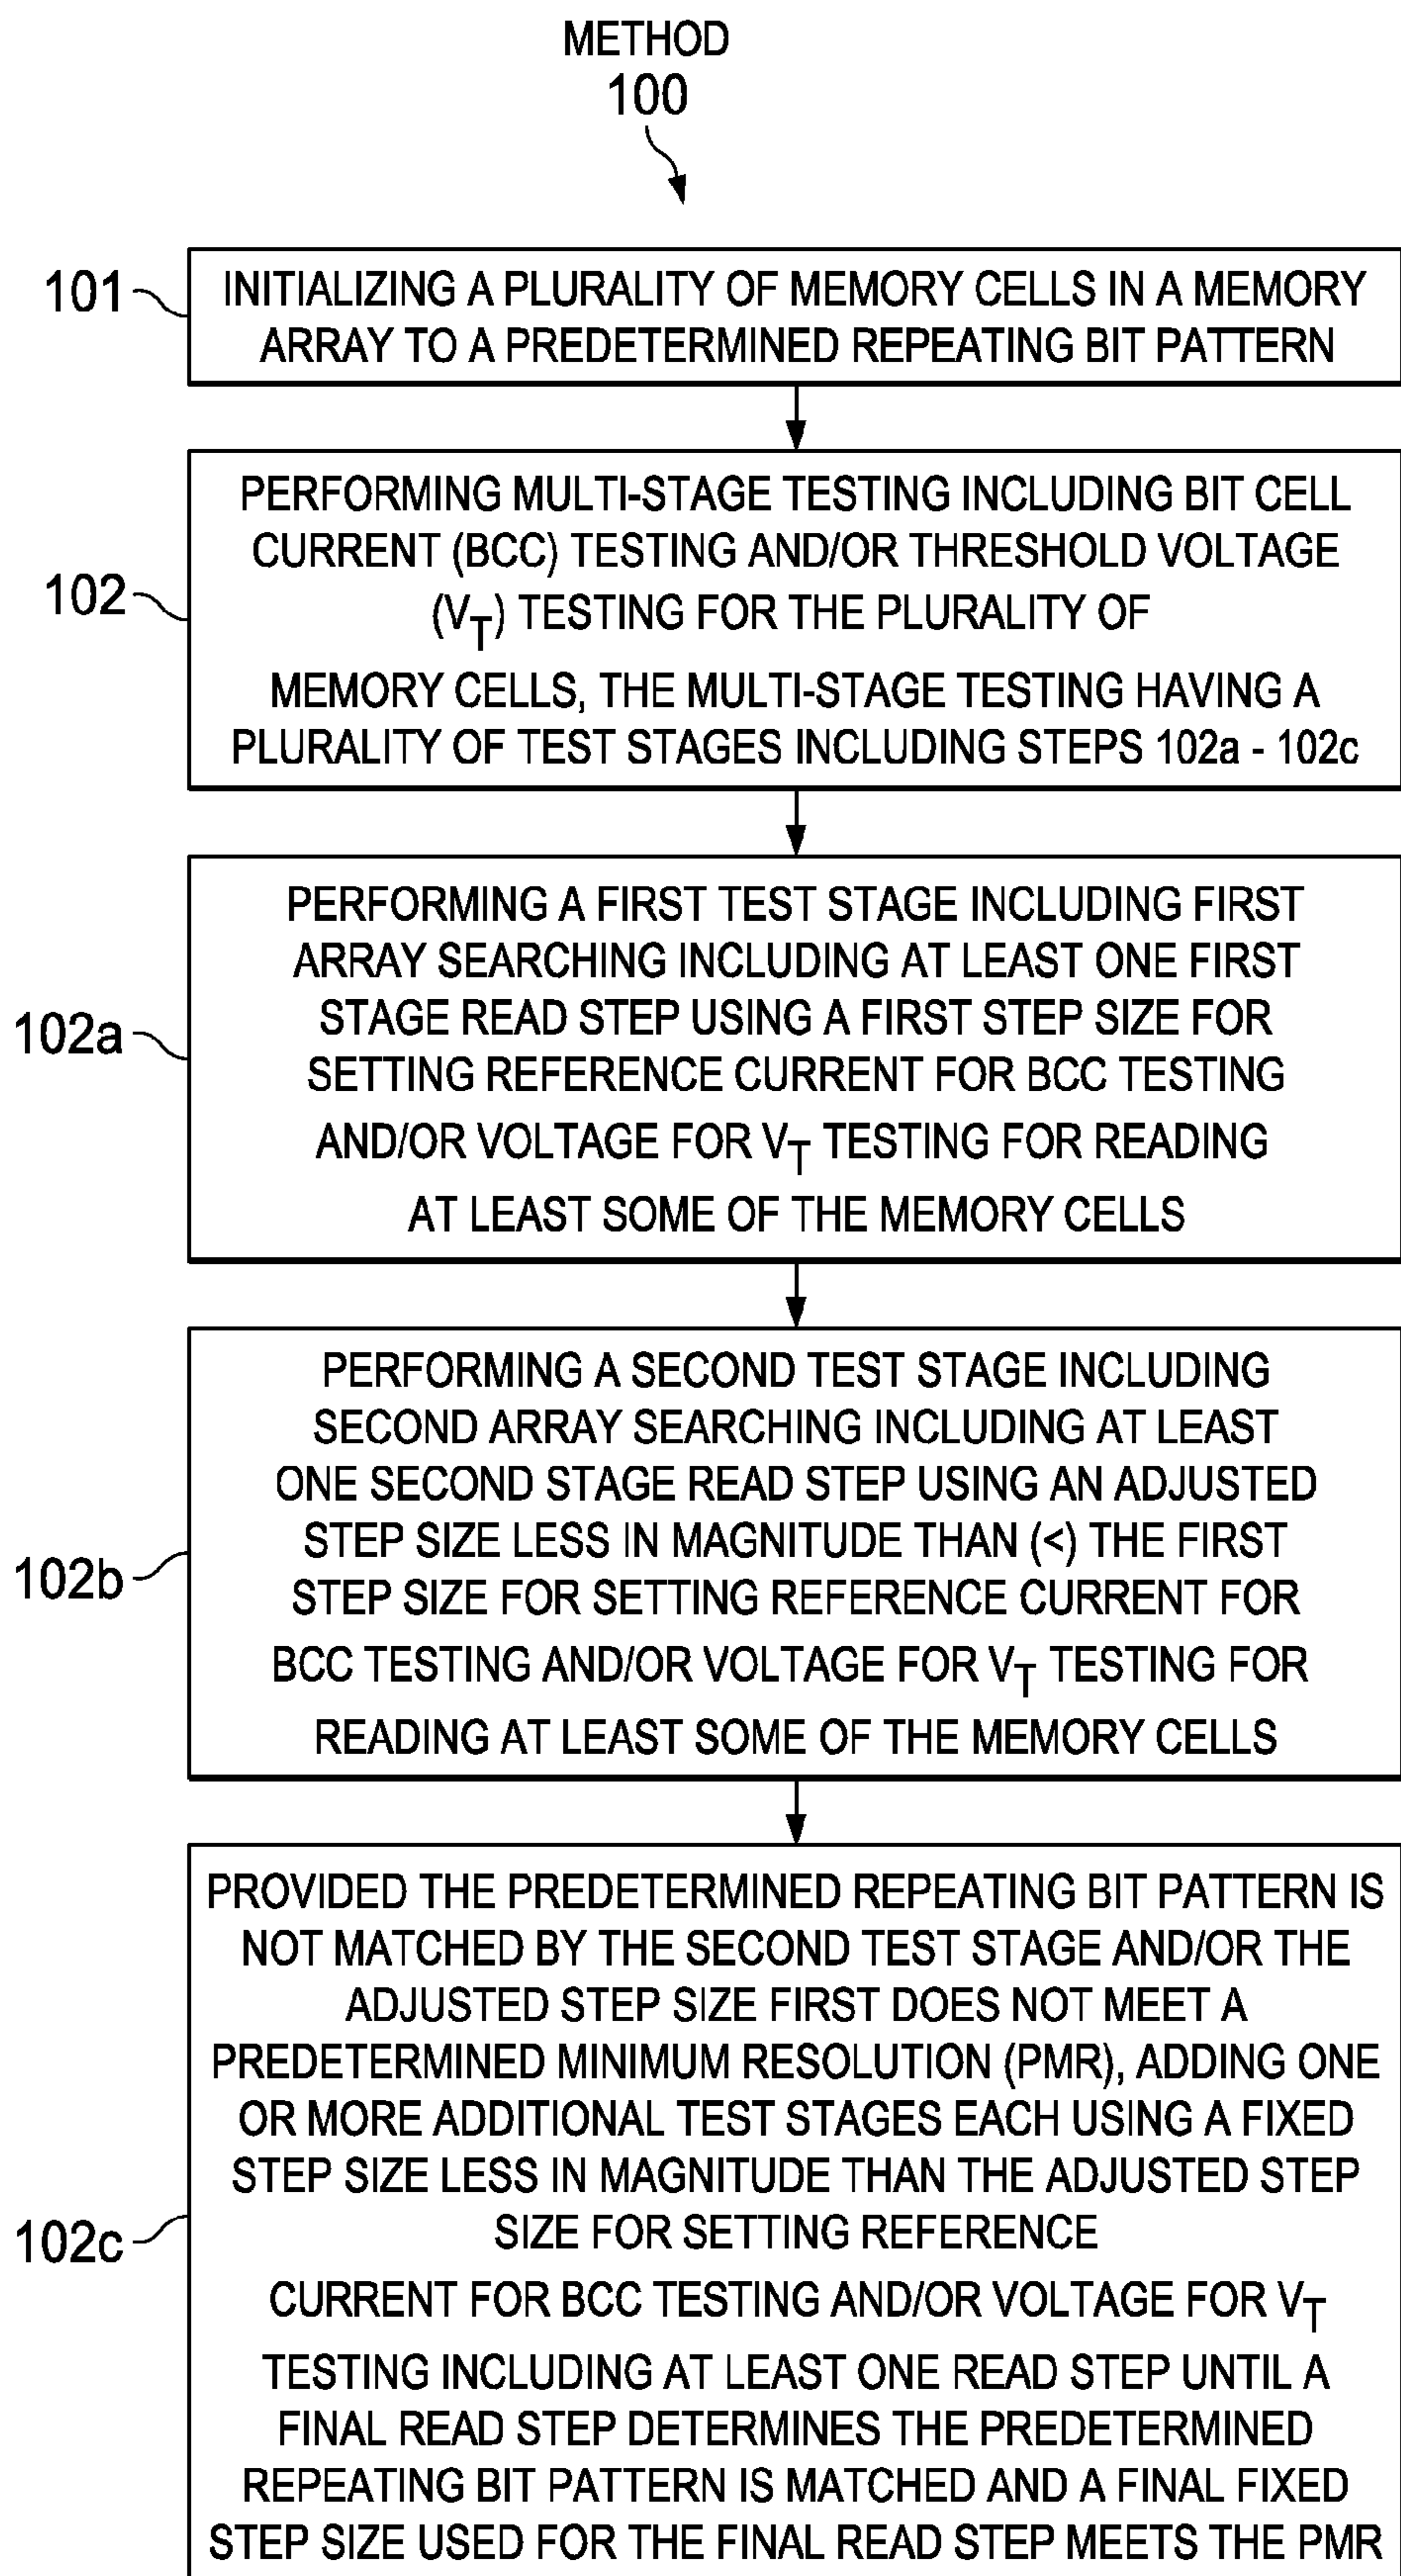 METHOD
100
101
INITIALIZING A PLURALITY OF MEMORY CELLS IN A MEMORY
ARRAY TO A PREDETERMINED REPEATING BIT PATTERN
102
PERFORMING MULTI-STAGE TESTING INCLUDING BIT CELL
CURRENT (BCC) TESTING AND/OR THRESHOLD VOLTAGE
(VT) TESTING FOR THE PLURALITY OF
MEMORY CELLS, THE MULTI-STAGE TESTING HAVING A
PLURALITY OF TEST STAGES INCLUDING STEPS 102a - 102c
102a
PERFORMING A FIRST TEST STAGE INCLUDING FIRST
ARRAY SEARCHING INCLUDING AT LEAST ONE FIRST
STAGE READ STEP USING A FIRST STEP SIZE FOR
SETTING REFERENCE CURRENT FOR BCC TESTING
AND/OR VOLTAGE FOR VT TESTING FOR READING
AT LEAST SOME OF THE MEMORY CELLS
102b
PERFORMING A SECOND TEST STAGE INCLUDING
SECOND ARRAY SEARCHING INCLUDING AT LEAST
ONE SECOND STAGE READ STEP USING AN ADJUSTED
STEP SIZE LESS IN MAGNITUDE THAN (<) THE FIRST
STEP SIZE FOR SETTING REFERENCE CURRENT FOR
BCC TESTING AND/OR VOLTAGE FOR VT TESTING FOR
READING AT LEAST SOME OF THE MEMORY CELLS
102c
PROVIDED THE PREDETERMINED REPEATING BIT PATTERN IS
NOT MATCHED BY THE SECOND TEST STAGE AND/OR THE
ADJUSTED STEP SIZE FIRST DOES NOT MEET A
PREDETERMINED MINIMUM RESOLUTION (PMR), ADDING ONE
OR MORE ADDITIONAL TEST STAGES EACH USING A FIXED
STEP SIZE LESS IN MAGNITUDE THAN THE ADJUSTED STEP
SIZE FOR SETTING REFERENCE
CURRENT FOR BCC TESTING AND/OR VOLTAGE FOR VT
TESTING INCLUDING AT LEAST ONE READ STEP UNTIL A
FINAL READ STEP DETERMINES THE PREDETERMINED
REPEATING BIT PATTERN IS MATCHED AND A FINAL FIXED
STEP SIZE USED FOR THE FINAL READ STEP MEETS THE PMR